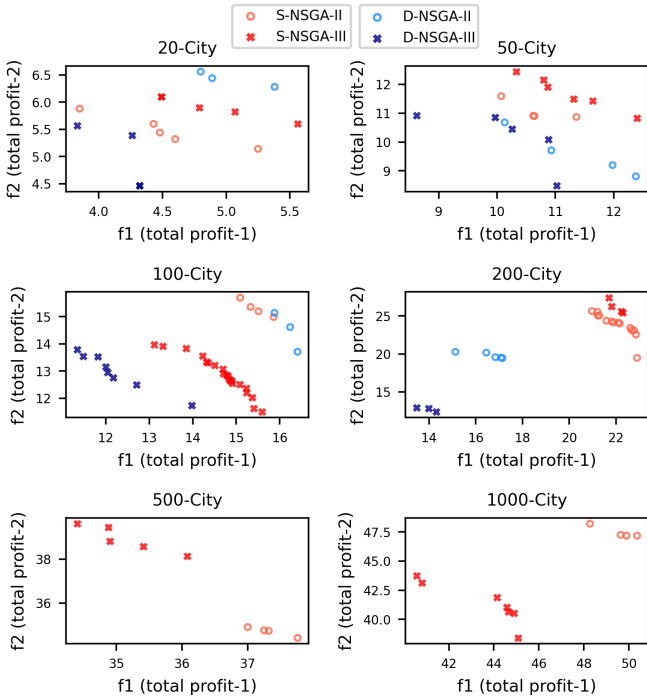 S-NSGA-II D-NSGA-II
S-NSGA-III D-NSGA-III
20-City
f2 (total profit-2)
6.5
6.0
5.5
5.0
4.5
4.0 4.5 5.0 5.5
f1 (total profit-1)
50-City
f2 (total profit-2)
12
11
10
9
9 10 11 12
f1 (total profit-1)
100-City
f2 (total profit-2)
15
14
13
12
12 13 14 15 16
f1 (total profit-1)
200-City
f2 (total profit-2)
25
20
15
14 16 18 20 22
f1 (total profit-1)
500-City
f2 (total profit-2)
38
36
35 36 37
f1 (total profit-1)
1000-City
f2 (total profit-2)
47.5
45.0
42.5
40.0
42 44 46 48 50
f1 (total profit-1)